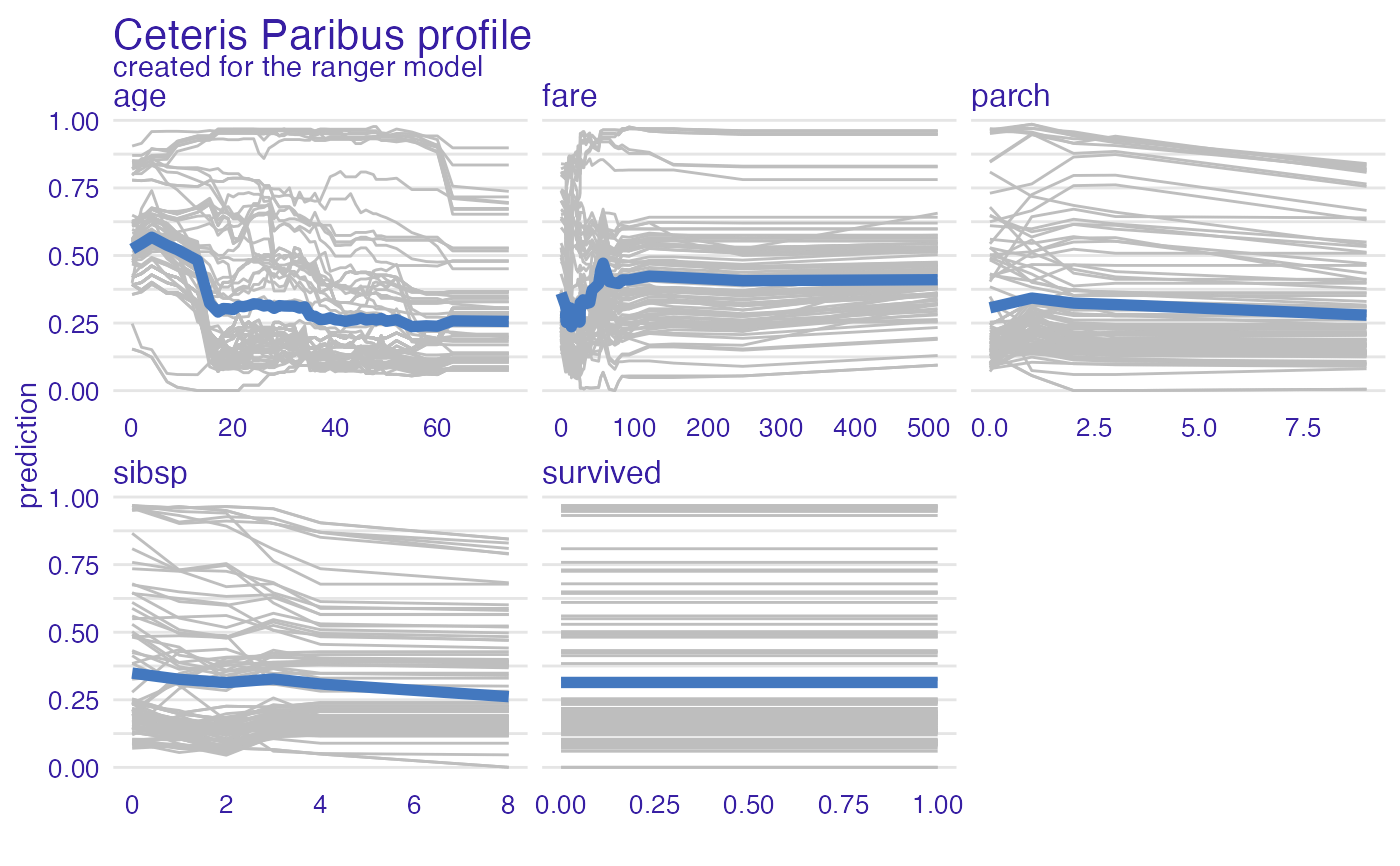 Ceteris Paribus profile
created for the ranger model
age
fare
parch
1.00
0.75
0.50
0.25
0.00
0 20 40 60
0 100 200 300 400 500
0.0 2.5 5.0 7.5
prediction
sibsp
survived
1.00
0.75
0.50
0.25
0.00
0 2 4 6 8
0.00 0.25 0.50 0.75 1.00